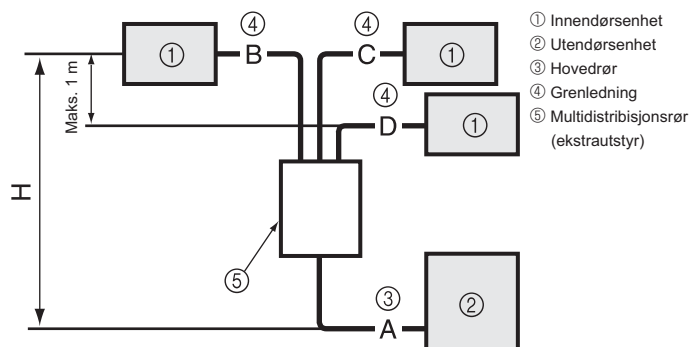 ④ ④ ① Innendørsenhet
① B C ① ② Utendørsenhet
③ Hovedrør
④ ④ Grenledning
Maks. 1 m
D ① ⑤ Multidistribisjonsrør
(ekstrautstyr)
H
⑤ ③ ②
A